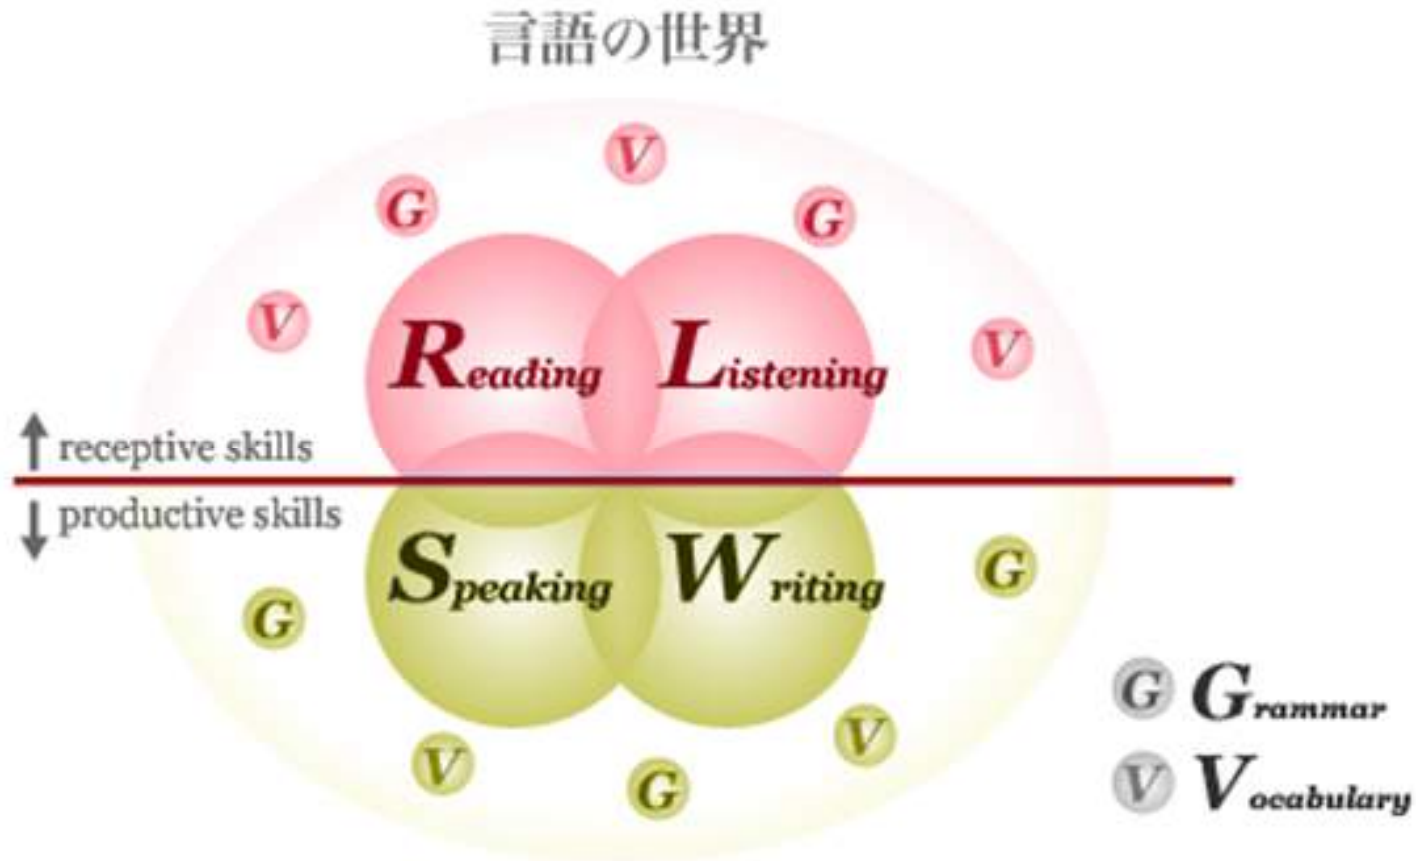 言語の世界
V
G
G
V
V
Reading
Listening
receptive skills
productive skills
Speaking
Writing
G
G
V
G
V
G Grammar
V Vocabulary